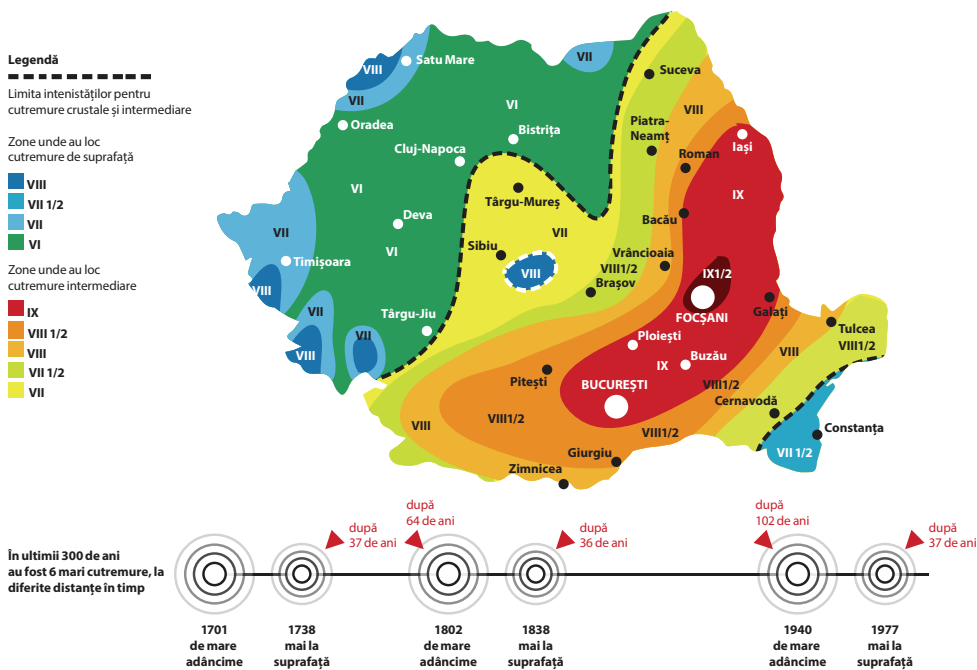 Legendă
Limita intenistăților pentru
cutremure crustale și intermediare
Zone unde au loc
cutremure de suprafață
VIII
VII 1/2
VII
VI
Zone unde au loc
cutremure intermediare
IX
VIII 1/2
VIII
VII 1/2
VII
VIII
Satu Mare
VII
VII
Suceava
VI
VIII
Oradea
Bistrița
Piatra-
Neamț
Iași
Cluj-Napoca
Roman
VI
Târgu-Mureș
IX
Deva
Bacău
VII
VII
Sibiu
VI
Vrâncioaia
Timișoara
VIII
VIII1/2
IX1/2
Brașov
VIII
VII
Târgu-Jiu
FOCȘANI
Galați
Tulcea
VII
Ploiești
VIII1/2
VIII
VIII
IX
Buzău
Pitești
BUCUREȘTI
VIII1/2
Cernavodă
VIII
VIII1/2
VIII1/2
Constanța
Giurgiu
VII 1/2
Zimnicea
după
64 de ani
după
102 de ani
după
37 de ani
după
36 de ani
după
37 de ani
În ultimii 300 de ani
au fost 6 mari cutremure, la
diferite distanțe în timp
1701
de mare
adâncime
1738
mai la
suprafață
1802
de mare
adâncime
1838
mai la
suprafață
1940
de mare
adâncime
1977
mai la
suprafață